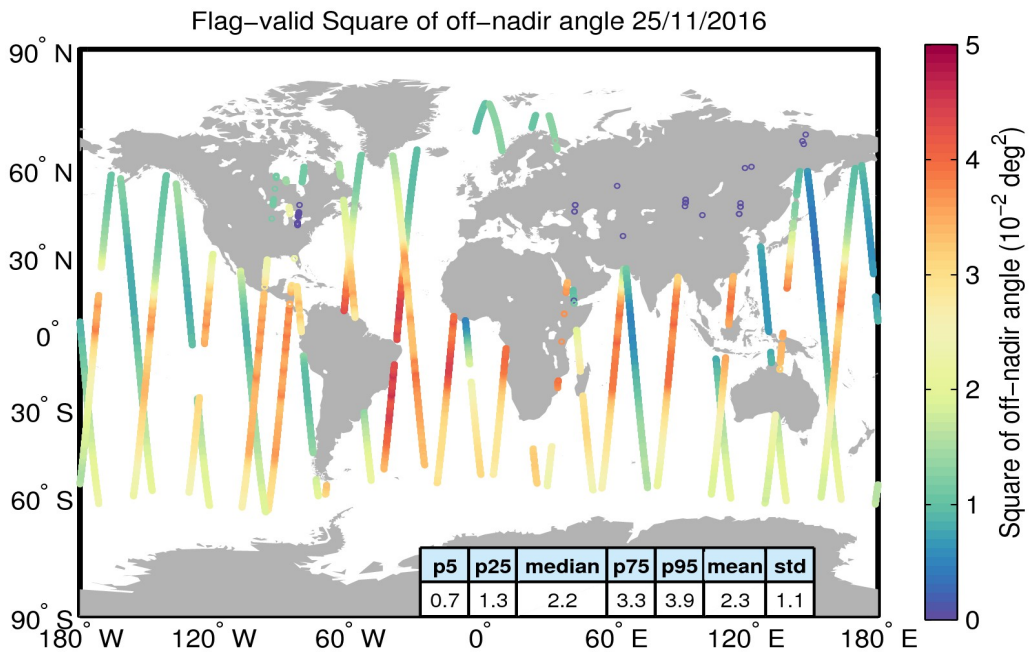 Flag−valid Square of off−nadir angle 25/11/2016
90° N
60° N
30° N
0°
30° S
60° S
90° S
180° W
120° W
60° W
0°
60° E
120° E
180° E
p5 p25 median p75 p95 mean std
0.7 1.3 2.2 3.3 3.9 2.3 1.1
5
4
3
2
1
0
Square of off−nadir angle (10⁻² deg²)